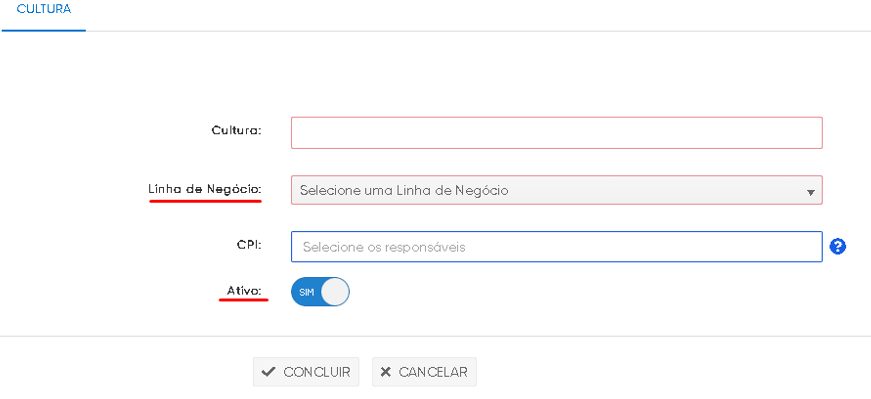 CULTURA
Cultura:
Linha de Negócio: Selecione uma Linha de Negócio
CPI: Selecione os responsáveis ?
Ativo: SIM
CONCLUIR CANCELAR